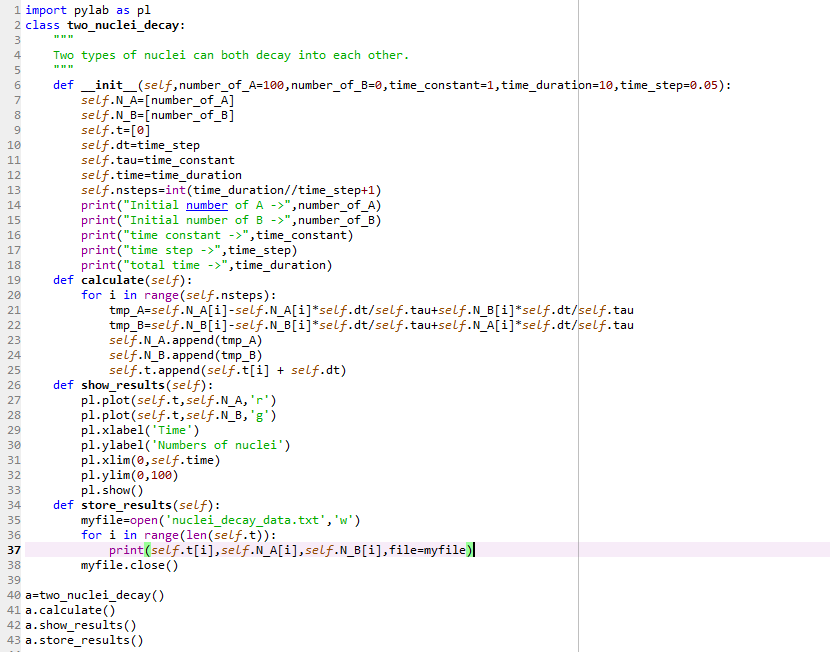 1 import pylab as pl
2 class two_nuclei_decay:
3     """
4     Two types of nuclei can both decay into each other.
5     """
6     def __init__(self,number_of_A=100,number_of_B=0,time_constant=1,time_duration=10,time_step=0.05):
7         self.N_A=[number_of_A]
8         self.N_B=[number_of_B]
9         self.t=[0]
10         self.dt=time_step
11         self.tau=time_constant
12         self.time=time_duration
13         self.nsteps=int(time_duration//time_step+1)
14         print("Initial number of A ->",number_of_A)
15         print("Initial number of B ->",number_of_B)
16         print("time constant ->",time_constant)
17         print("time step ->",time_step)
18         print("total time ->",time_duration)
19     def calculate(self):
20         for i in range(self.nsteps):
21             tmp_A=self.N_A[i]-self.N_A[i]*self.dt/self.tau+self.N_B[i]*self.dt/self.tau
22             tmp_B=self.N_B[i]-self.N_B[i]*self.dt/self.tau+self.N_A[i]*self.dt/self.tau
23             self.N_A.append(tmp_A)
24             self.N_B.append(tmp_B)
25             self.t.append(self.t[i] + self.dt)
26     def show_results(self):
27         pl.plot(self.t,self.N_A,'r')
28         pl.plot(self.t,self.N_B,'g')
29         pl.xlabel('Time')
30         pl.ylabel('Numbers of nuclei')
31         pl.xlim(0,self.time)
32         pl.ylim(0,100)
33         pl.show()
34     def store_results(self):
35         myfile=open('nuclei_decay_data.txt','w')
36         for i in range(len(self.t)):
37             print(self.t[i],self.N_A[i],self.N_B[i],file=myfile)
38         myfile.close()
39
40 a=two_nuclei_decay()
41 a.calculate()
42 a.show_results()
43 a.store_results()